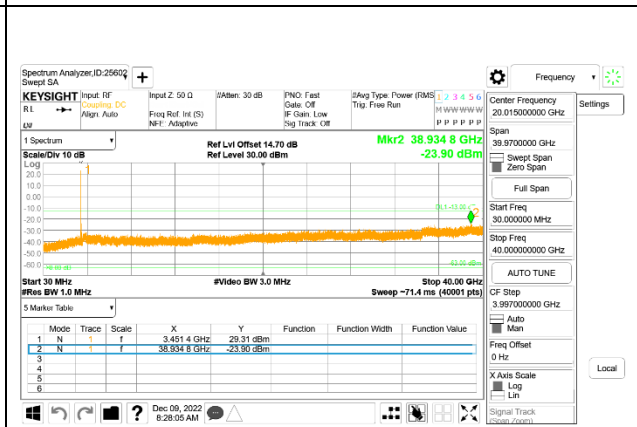 Spectrum Analyzer,ID:25602
Swept SA
KEYSIGHT
RL
Input: RF
Coupling: DC
Align: Auto
Input Z: 50 Ω
Freq Ref: Int (S)
NFE: Adaptive
#Atten: 30 dB
PNO: Fast
Gate: Off
IF Gain: Low
Sig Track: Off
#Avg Type: Power (RMS)
Trig: Free Run
1 2 3 4 5 6
M W W W W W
P P P P P P
1 Spectrum
Scale/Div 10 dB
Log
Ref Lvl Offset 14.70 dB
Ref Level 30.00 dBm
Mkr2 38.934 8 GHz
-23.90 dBm
1
20.0
10.0
0.00
-10.0
-20.0
-30.0
-40.0
-50.0
-60.0
2
Start 30 MHz
#Res BW 1.0 MHz
#Video BW 3.0 MHz
Stop 40.00 GHz
Sweep ~71.4 ms (40001 pts)
5 Marker Table
Mode Trace Scale X Y Function Function Width Function Value
1 N 1 f 3.451 4 GHz 29.31 dBm
2 N 1 f 38.934 8 GHz -23.90 dBm
3
4
5
6
? Dec 09, 2022
8:28:05 AM
Frequency
Center Frequency
20.015000000 GHz
Span
39.9700000 GHz
Swept Span
Zero Span
Full Span
Start Freq
30.000000 MHz
Stop Freq
40.000000000 GHz
AUTO TUNE
CF Step
3.997000000 GHz
Auto
Man
Freq Offset
0 Hz
X Axis Scale
Log
Lin
Signal Track
(Span Zoom)
Settings
Local